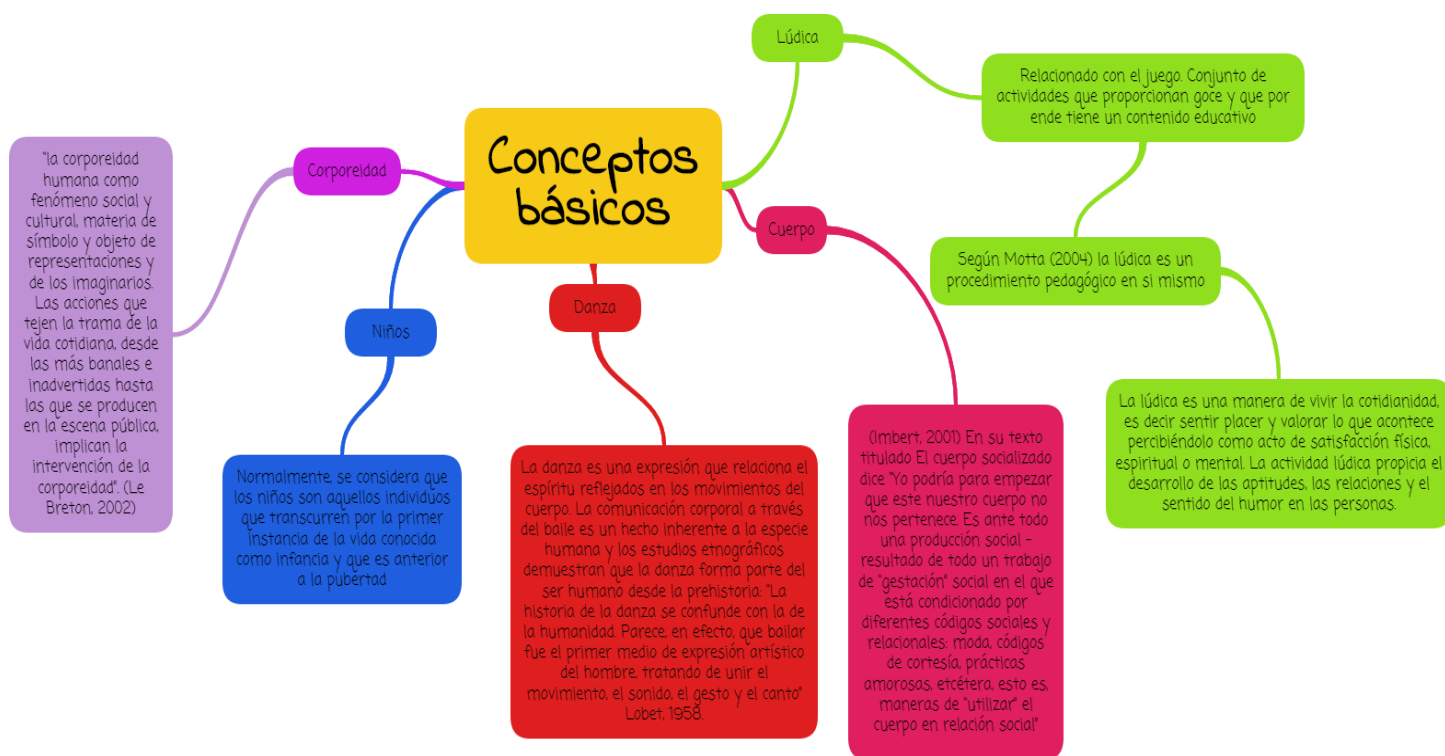 Conceptos
básicos
Corporeidad
"la corporeidad
humana como
fenómeno social y
cultural, materia de
símbolo y objeto de
representaciones y
de los imaginarios.
Las acciones que
tejen la trama de la
vida cotidiana, desde
las más banales e
inadvertidas hasta
las que se producen
en la escena pública,
implican la
intervención de la
corporeidad". (Le
Breton, 2002)
Niños
Normalmente, se considera que
los niños son aquellos individuos
que transcurren por la primer
instancia de la vida conocida
como infancia y que es anterior
a la pubertad
Danza
La danza es una expresión que relaciona el
espíritu reflejados en los movimientos del
cuerpo. La comunicación corporal a través
del baile es un hecho inherente a la especie
humana y los estudios etnográficos
demuestran que la danza forma parte del
ser humano desde la prehistoria: "La
historia de la danza se confunde con la de
la humanidad. Parece, en efecto, que bailar
fue el primer medio de expresión artístico
del hombre, tratando de unir el
movimiento, el sonido, el gesto y el canto"
Lobet, 1958.
Cuerpo
(Imbert, 2001) En su texto
titulado El cuerpo socializado
dice "Yo podría para empezar
que este nuestro cuerpo no
nos pertenece. Es ante todo
una producción social -
resultado de todo un trabajo
de "gestación" social en el que
está condicionado por
diferentes códigos sociales y
relacionales: moda, códigos
de cortesía, prácticas
amorosas, etcétera, esto es,
maneras de "utilizar" el
cuerpo en relación social"
Lúdica
Relacionado con el juego. Conjunto de
actividades que proporcionan goce y que por
ende tiene un contenido educativo
Según Motta (2004) la lúdica es un
procedimiento pedagógico en si mismo
La lúdica es una manera de vivir la cotidianidad,
es decir sentir placer y valorar lo que acontece
percibiéndolo como acto de satisfacción física,
espiritual o mental. La actividad lúdica propicia el
desarrollo de las aptitudes, las relaciones y el
sentido del humor en las personas.